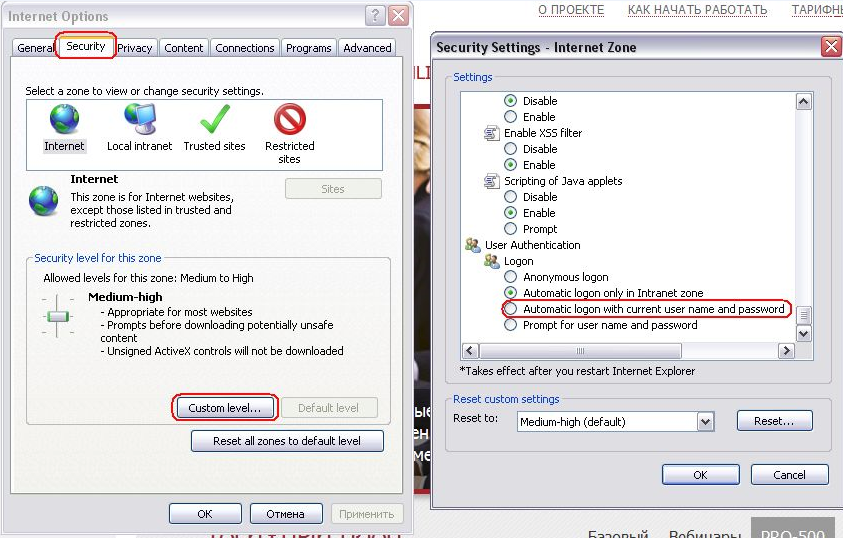 О ПРОЕКТЕ КАК НАЧАТЬ РАБОТАТЬ
Internet Options
General Security Privacy Content Connections Programs Advanced
Select a zone to view or change security settings.
Internet Local intranet Trusted sites Restricted
sites
Internet
This zone is for Internet websites,
except those listed in trusted and
restricted zones.
Sites
Security level for this zone
Allowed levels for this zone: Medium to High
Medium-high
- Appropriate for most websites
- Prompts before downloading potentially unsafe
content
- Unsigned ActiveX controls will not be downloaded
Custom level... Default level
Reset all zones to default level
OK Отмена Применить
Security Settings - Internet Zone
Settings
Disable
Enable
Enable XSS filter
Disable
Enable
Scripting of Java applets
Disable
Enable
Prompt
User Authentication
Logon
Anonymous logon
Automatic logon only in Intranet zone
Automatic logon with current user name and password
Prompt for user name and password
*Takes effect after you restart Internet Explorer
Reset custom settings
Reset to: Medium-high (default) Reset...
OK Cancel
Базовый Вебинары PRO-500